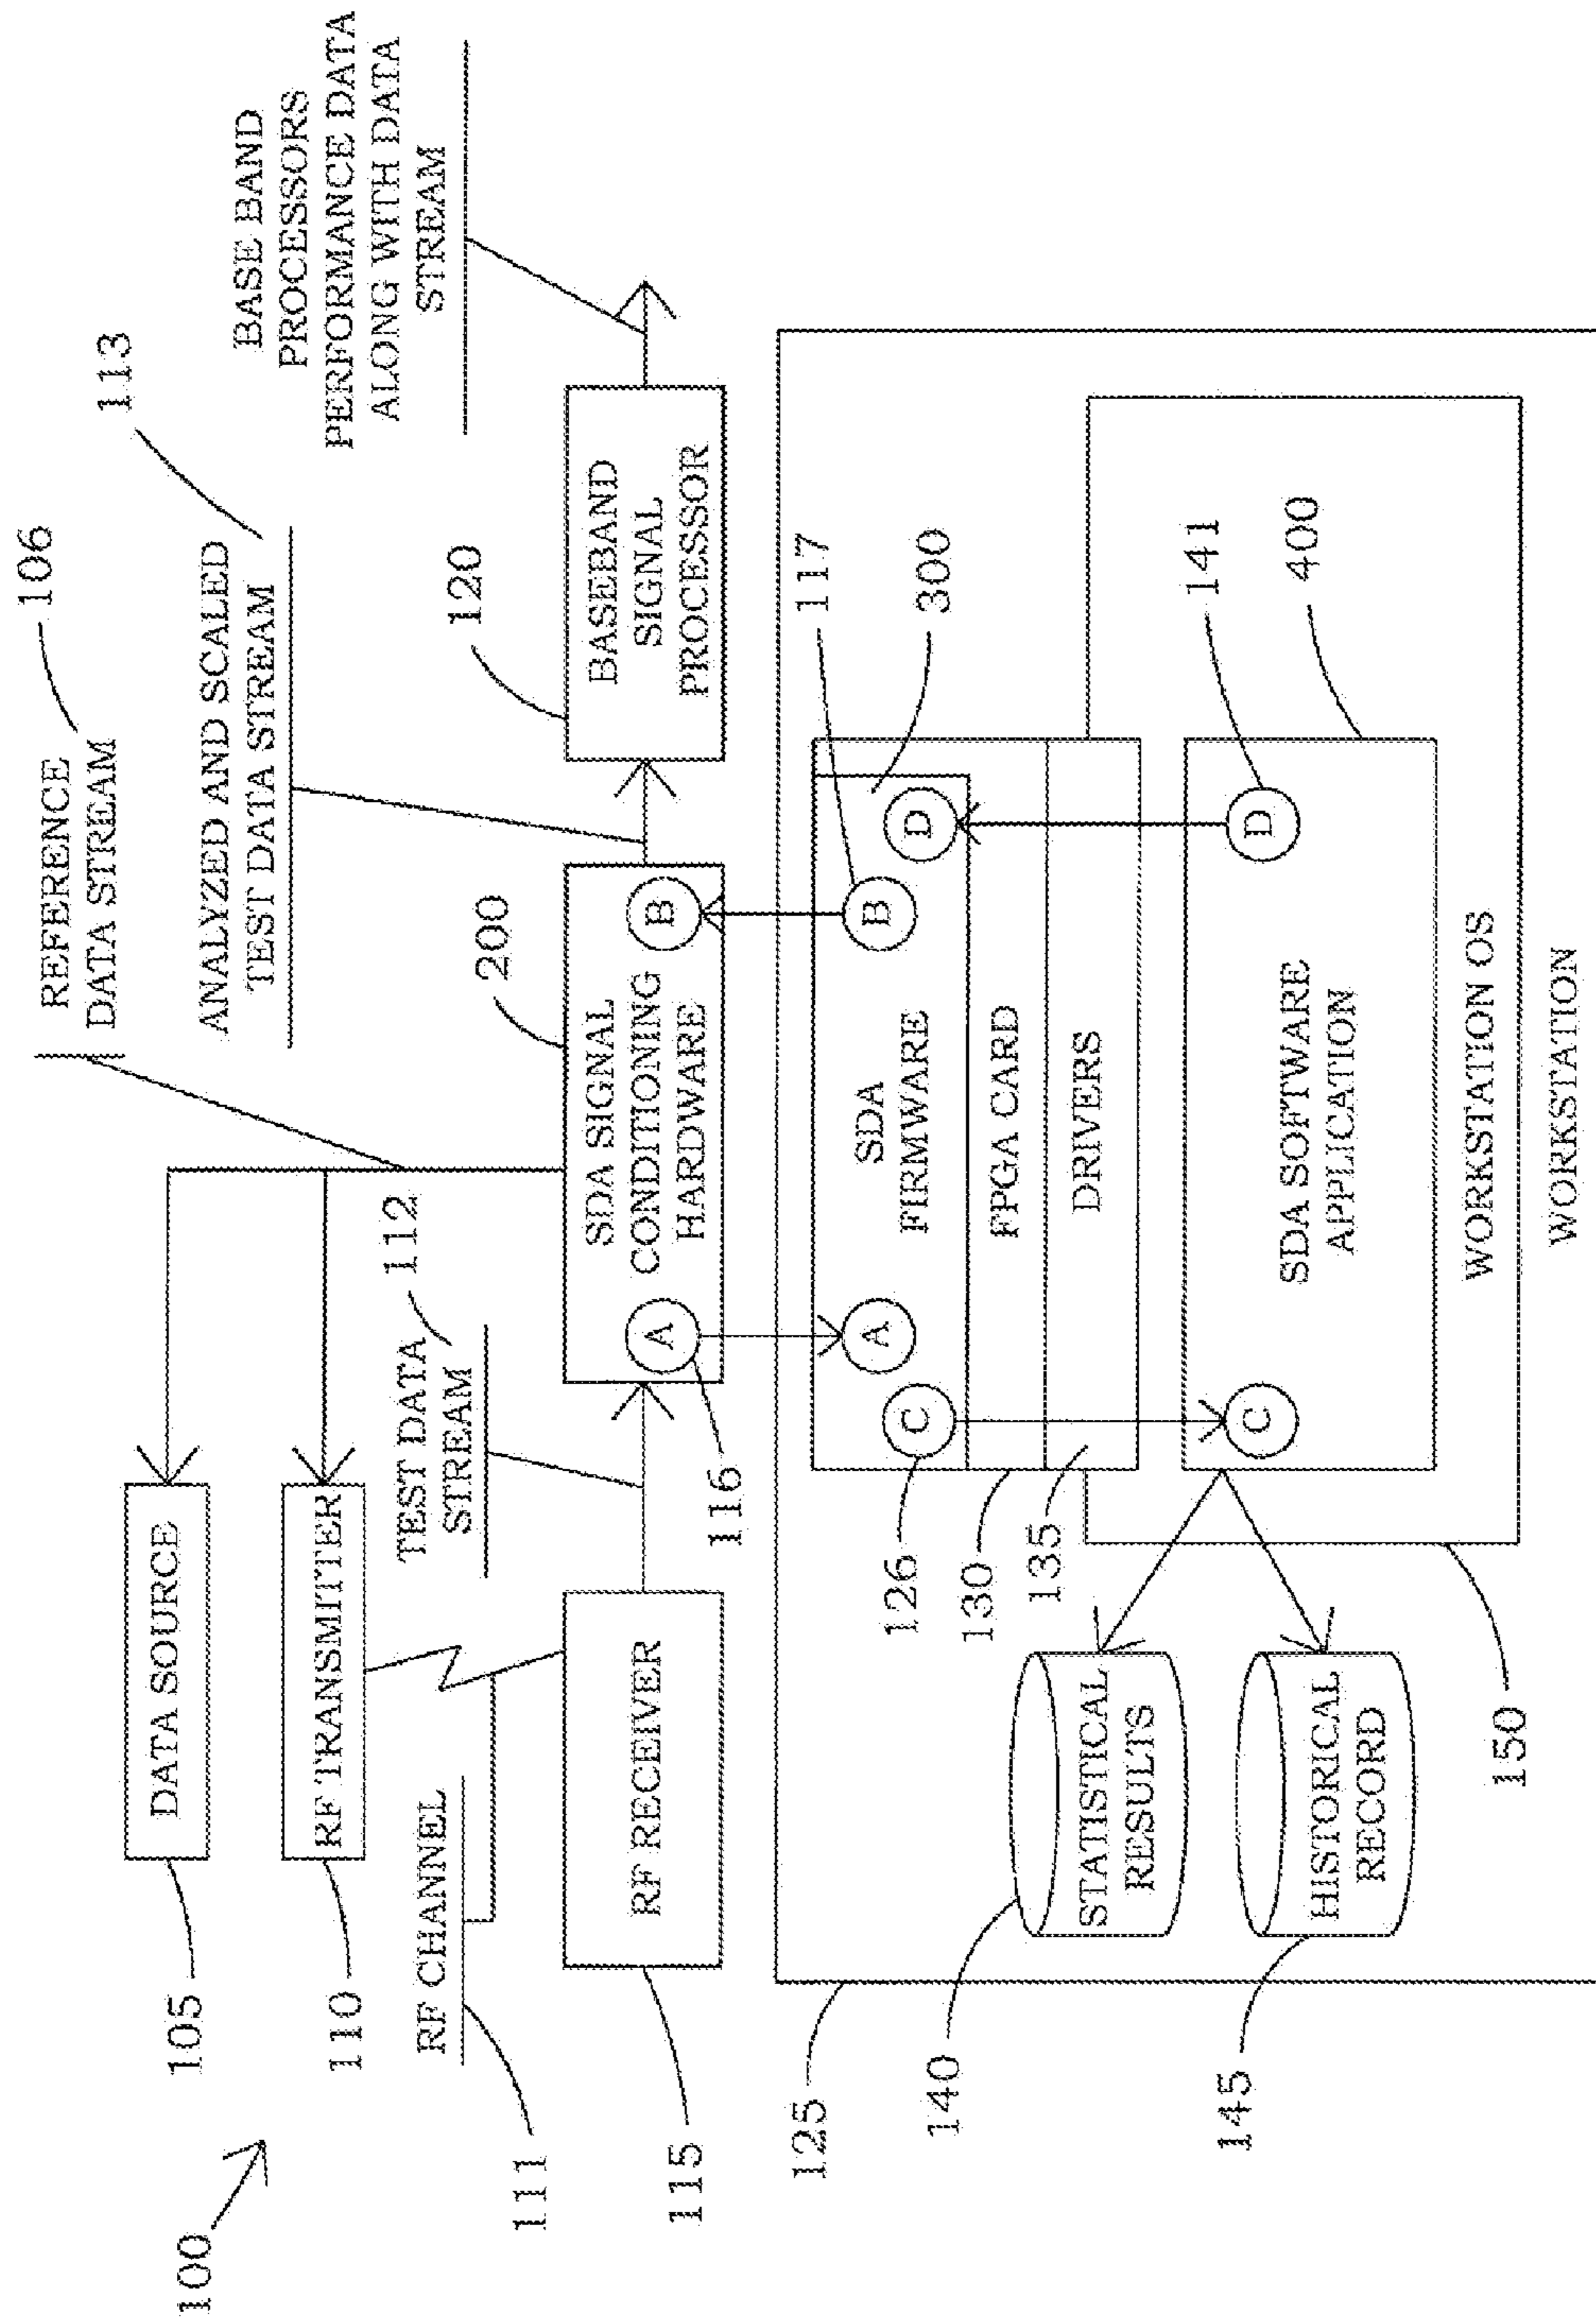 100
105
DATA SOURCE
110
RF TRANSMITER
REFERENCE
DATA STREAM
106
ANALYZED AND SCALED
TEST DATA STREAM
113
BASE BAND
PROCESSORS
PERFORMANCE DATA
ALONG WITH DATA
STREAM
111
RF CHANNEL
TEST DATA
STREAM
112
115
RF RECEIVER
116
200
SDA SIGNAL
CONDITIONING
HARDWARE
A
B
120
BASEBAND
SIGNAL
PROCESSOR
125
117
300
A
B
C
D
SDA
FIRMWARE
126
130
FPGA CARD
135
DRIVERS
140
STATISTICAL
RESULTS
145
HISTORICAL
RECORD
141
400
C
D
SDA SOFTWARE
APPLICATION
150
WORKSTATION OS
WORKSTATION